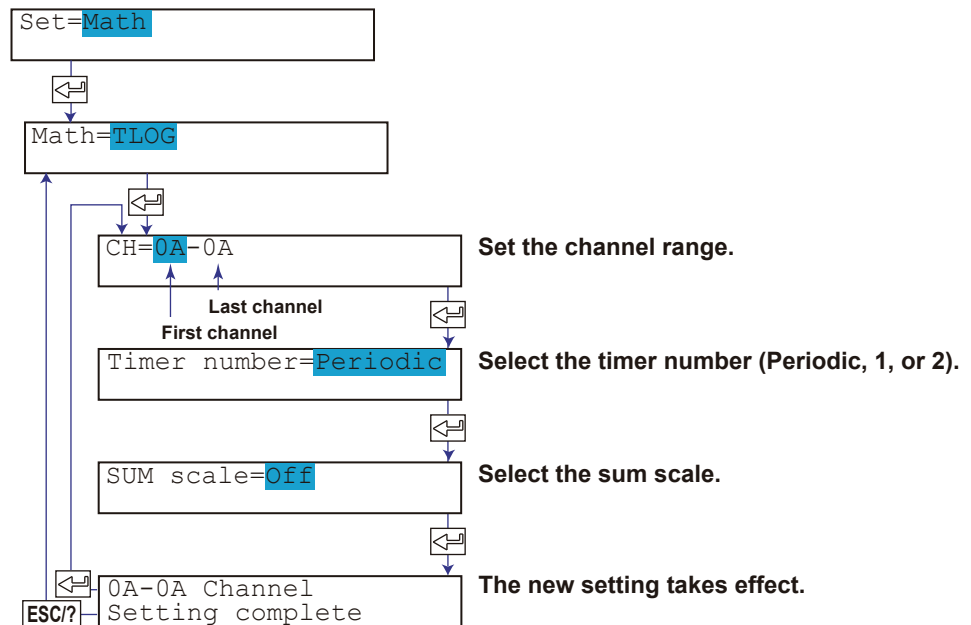 Set=Math
Math=TLOG
CH=0A-0A
Set the channel range.
Last channel
First channel
Timer number=Periodic
Select the timer number (Periodic, 1, or 2).
SUM scale=Off
Select the sum scale.
0A-0A Channel
The new setting takes effect.
ESC/?
Setting complete